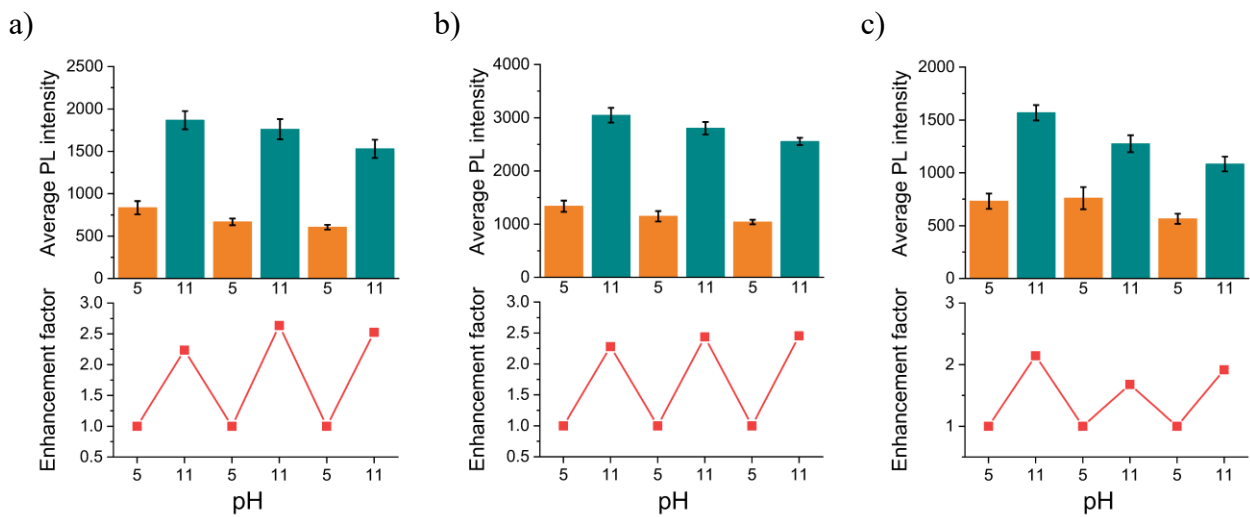 a)
Average PL intensity
2500
2000
1500
1000
500
0
5 11 5 11 5 11
Enhancement factor
3.0
2.5
2.0
1.5
1.0
0.5
5 11 5 11 5 11
pH
b)
Average PL intensity
4000
3000
2000
1000
0
5 11 5 11 5 11
Enhancement factor
3.0
2.5
2.0
1.5
1.0
0.5
5 11 5 11 5 11
pH
c)
Average PL intensity
2000
1500
1000
500
0
5 11 5 11 5 11
Enhancement factor
3
2
1
5 11 5 11 5 11
pH